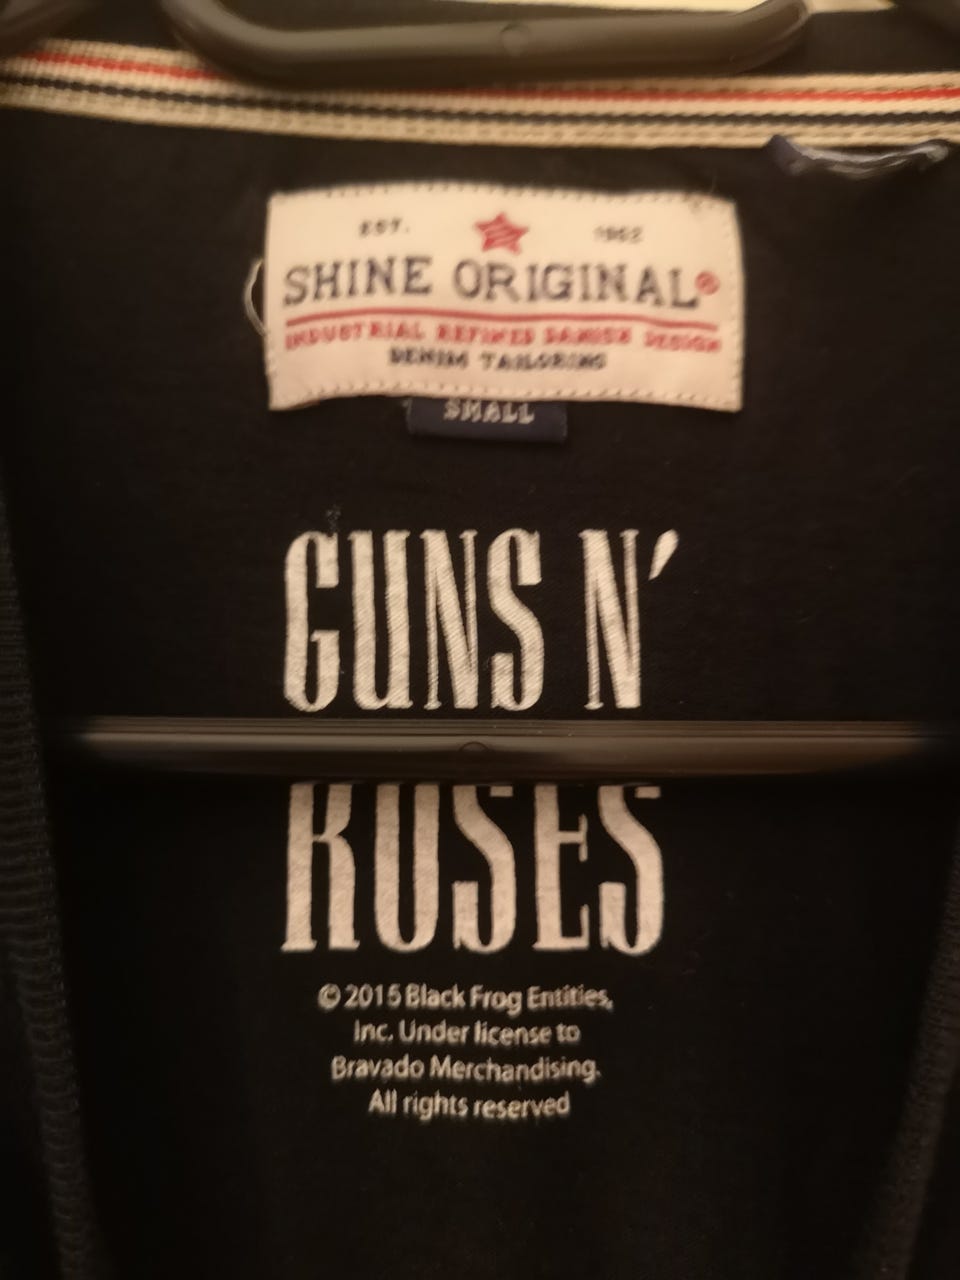 EST. 1962
SHINE ORIGINAL®
INDUSTRIAL REFINED DANISH DESIGN
DENIM TAILORING
SMALL
GUNS N'
ROSES
© 2015 Black Frog Entities,
Inc. Under license to
Bravado Merchandising.
All rights reserved